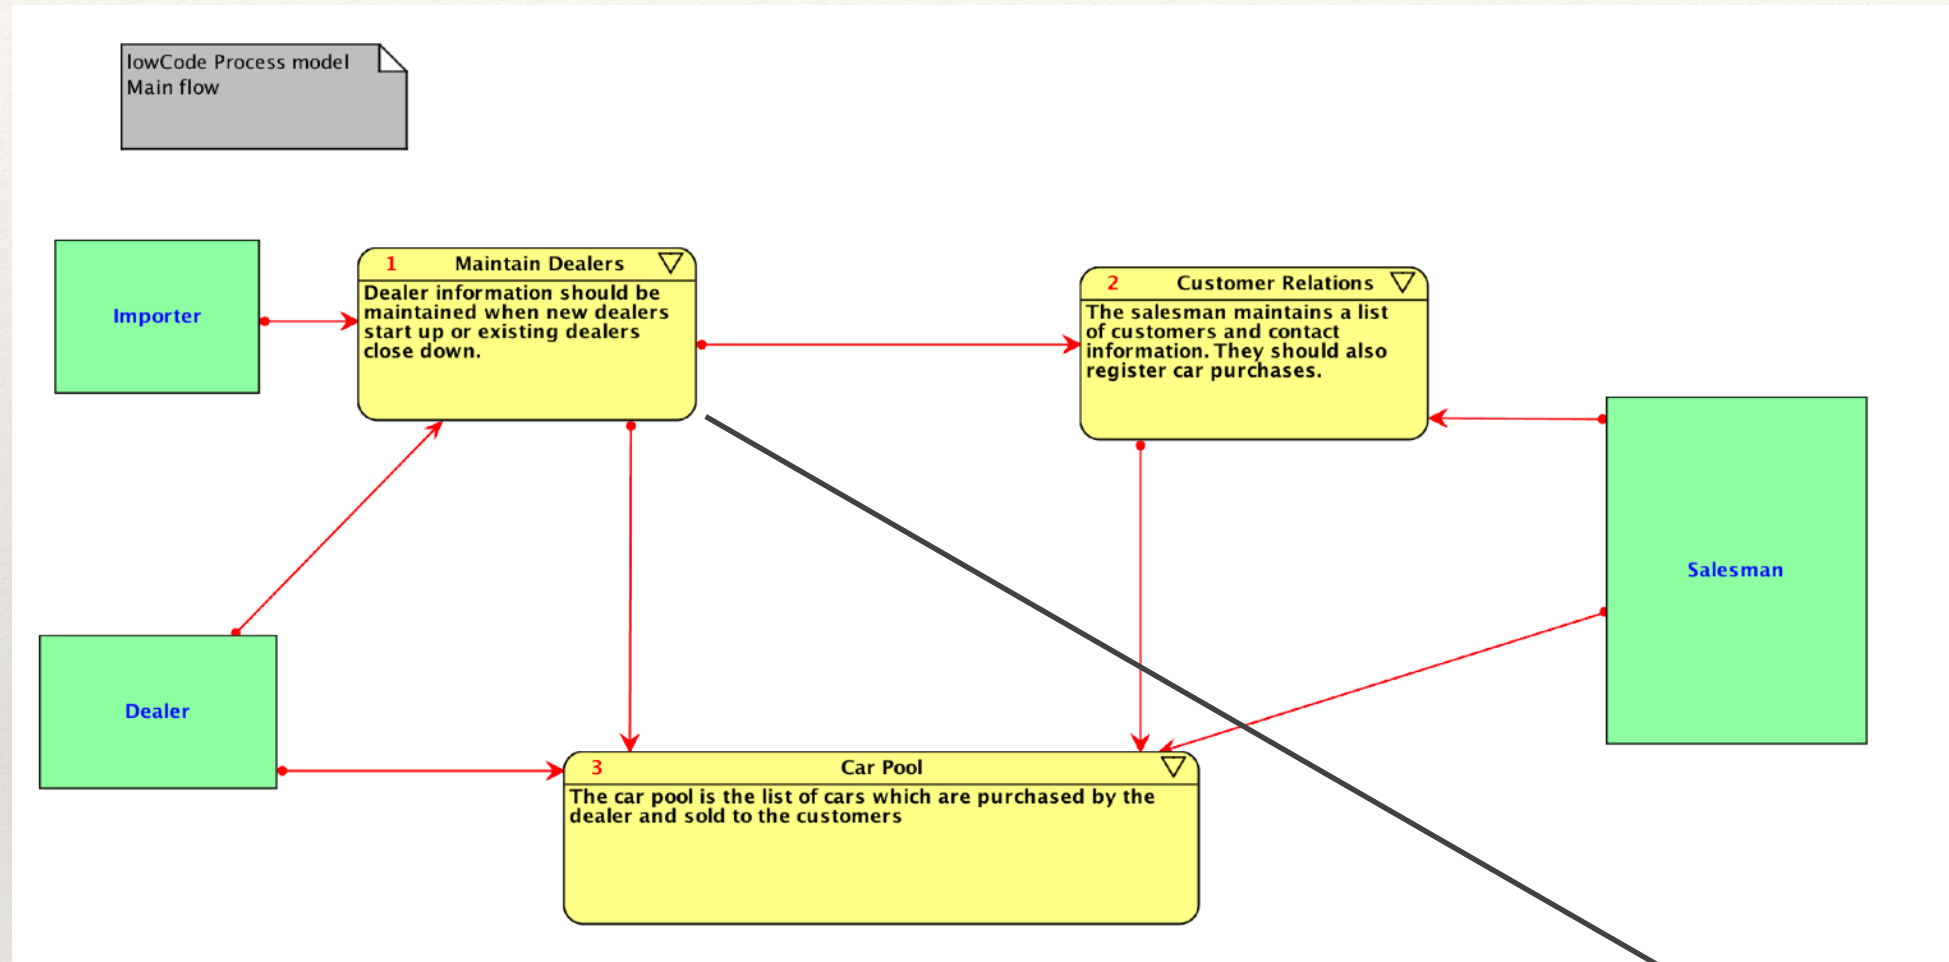 lowCode Process model
Main flow
Importer
1 Maintain Dealers
Dealer information should be
maintained when new dealers
start up or existing dealers
close down.
2 Customer Relations
The salesman maintains a list
of customers and contact
information. They should also
register car purchases.
Salesman
Dealer
3 Car Pool
The car pool is the list of cars which are purchased by the
dealer and sold to the customers